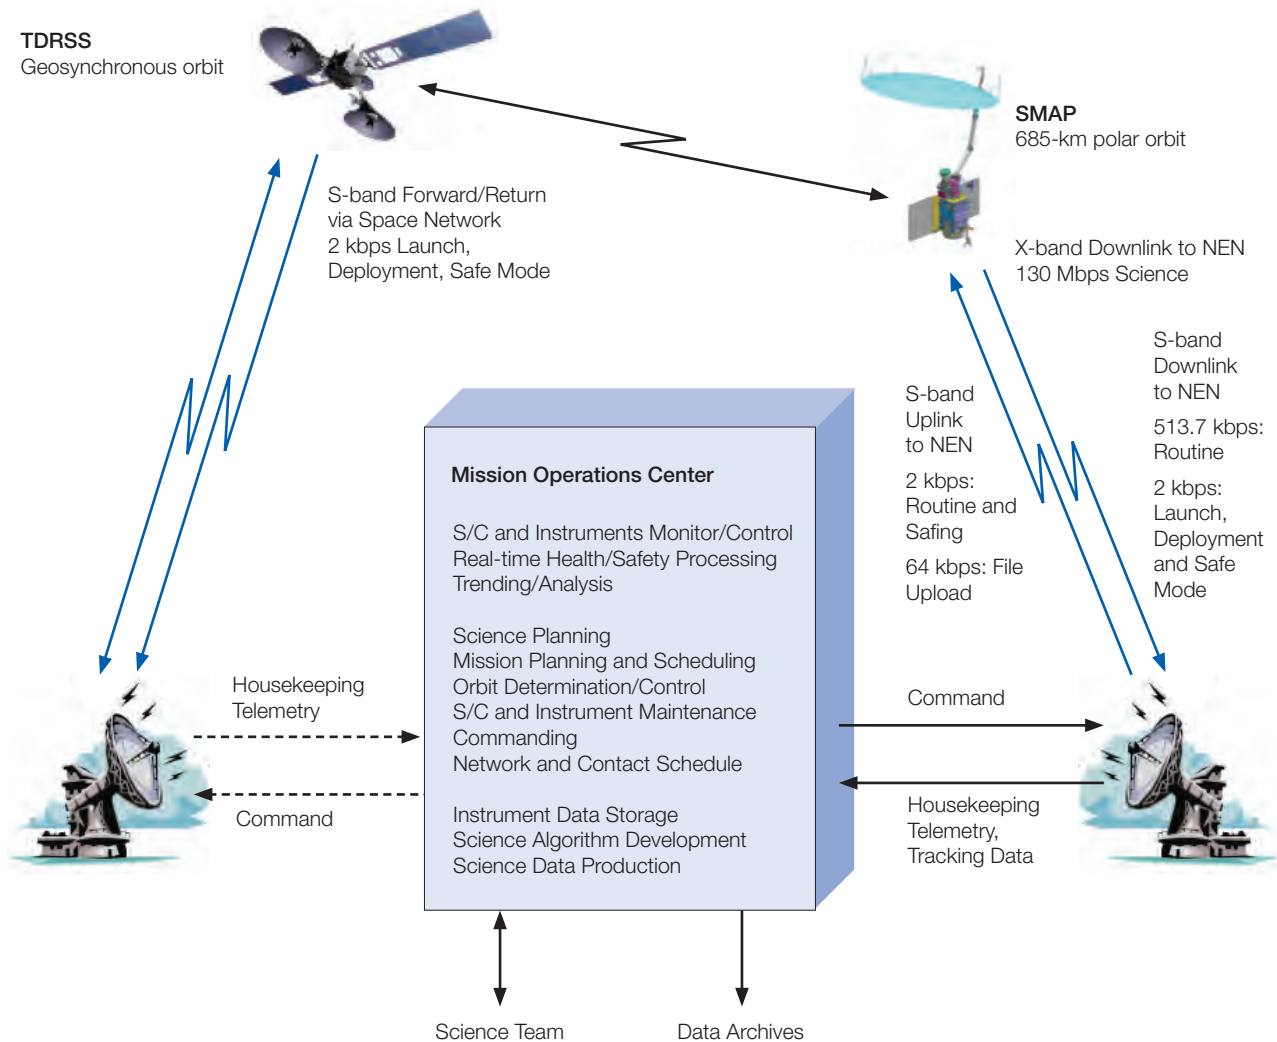 TDRSS
Geosynchronous orbit
SMAP
685-km polar orbit
S-band Forward/Return
via Space Network
2 kbps Launch,
Deployment, Safe Mode
X-band Downlink to NEN
130 Mbps Science
S-band
Downlink
to NEN
513.7 kbps:
Routine
2 kbps:
Launch,
Deployment
and Safe
Mode
S-band
Uplink
to NEN
2 kbps:
Routine and
Safing
64 kbps: File
Upload
Mission Operations Center
S/C and Instruments Monitor/Control
Real-time Health/Safety Processing
Trending/Analysis
Science Planning
Mission Planning and Scheduling
Orbit Determination/Control
S/C and Instrument Maintenance
Commanding
Network and Contact Schedule
Instrument Data Storage
Science Algorithm Development
Science Data Production
Housekeeping
Telemetry
Command
Command
Housekeeping
Telemetry,
Tracking Data
Science Team
Data Archives